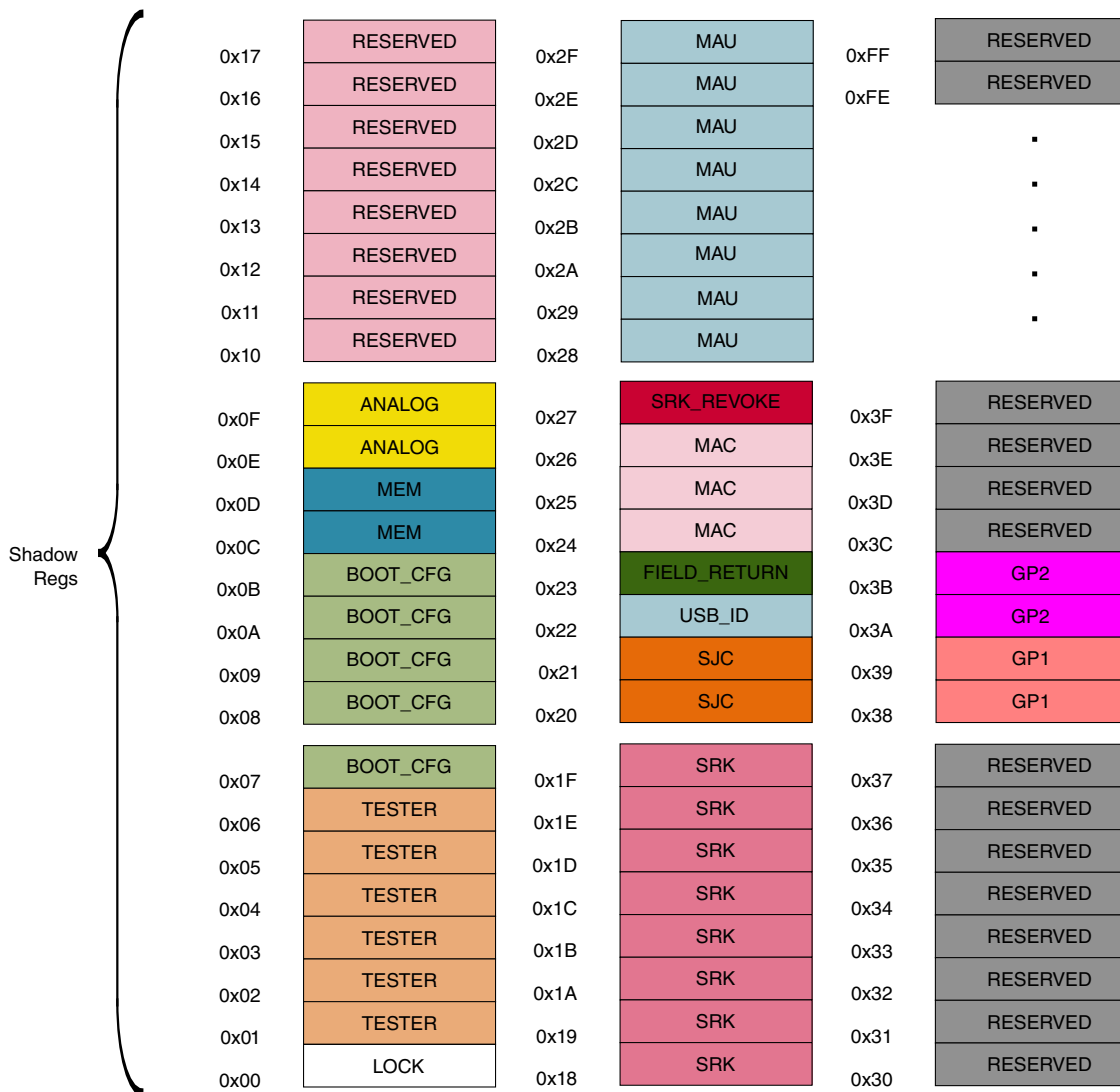 0x17 RESERVED 0x2F MAU 0xFF RESERVED
0x16 RESERVED 0x2E MAU 0xFE RESERVED
0x15 RESERVED 0x2D MAU
0x14 RESERVED 0x2C MAU
0x13 RESERVED 0x2B MAU
0x12 RESERVED 0x2A MAU
0x11 RESERVED 0x29 MAU
0x10 RESERVED 0x28 MAU
0x0F ANALOG 0x27 SRK_REVOKE 0x3F RESERVED
0x0E ANALOG 0x26 MAC 0x3E RESERVED
0x0D MEM 0x25 MAC 0x3D RESERVED
0x0C MEM 0x24 MAC 0x3C RESERVED
Shadow
Regs
0x0B BOOT_CFG 0x23 FIELD_RETURN 0x3B GP2
0x0A BOOT_CFG 0x22 USB_ID 0x3A GP2
0x09 BOOT_CFG 0x21 SJC 0x39 GP1
0x08 BOOT_CFG 0x20 SJC 0x38 GP1
0x07 BOOT_CFG 0x1F SRK 0x37 RESERVED
0x06 TESTER 0x1E SRK 0x36 RESERVED
0x05 TESTER 0x1D SRK 0x35 RESERVED
0x04 TESTER 0x1C SRK 0x34 RESERVED
0x03 TESTER 0x1B SRK 0x33 RESERVED
0x02 TESTER 0x1A SRK 0x32 RESERVED
0x01 TESTER 0x19 SRK 0x31 RESERVED
0x00 LOCK 0x18 SRK 0x30 RESERVED